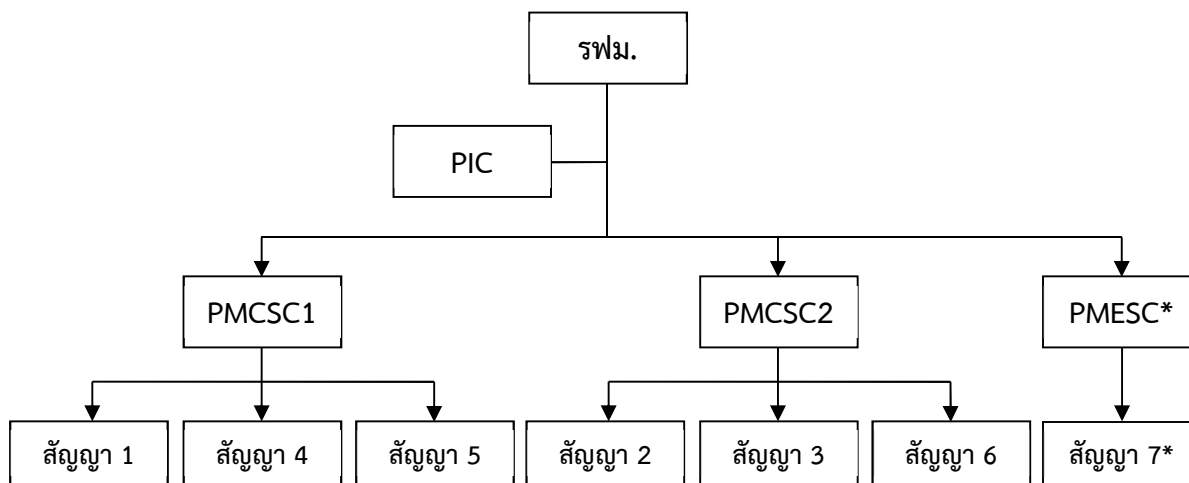 รฟม.
PIC
PMCSC1
PMCSC2
PMESC*
สัญญา 1
สัญญา 4
สัญญา 5
สัญญา 2
สัญญา 3
สัญญา 6
สัญญา 7*